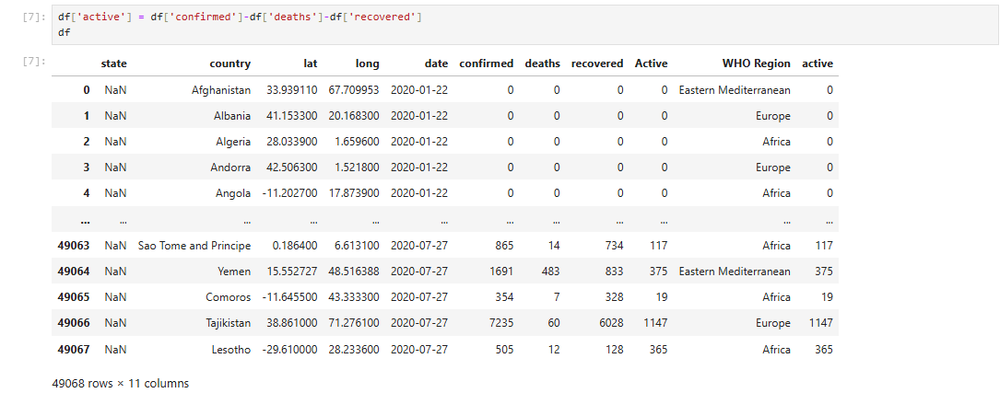 [7]: df['active'] = df['confirmed']-df['deaths']-df['recovered']
df
[7]: state country lat long date confirmed deaths recovered Active WHO Region active
0 NaN Afghanistan 33.939110 67.709953 2020-01-22 0 0 0 0 Eastern Mediterranean 0
1 NaN Albania 41.153300 20.168300 2020-01-22 0 0 0 0 Europe 0
2 NaN Algeria 28.033900 1.659600 2020-01-22 0 0 0 0 Africa 0
3 NaN Andorra 42.506300 1.521800 2020-01-22 0 0 0 0 Europe 0
4 NaN Angola -11.202700 17.873900 2020-01-22 0 0 0 0 Africa 0
... ... ... ... ... ... ... ... ... ... ... ...
49063 NaN Sao Tome and Principe 0.186400 6.613100 2020-07-27 865 14 734 117 Africa 117
49064 NaN Yemen 15.552727 48.516388 2020-07-27 1691 483 833 375 Eastern Mediterranean 375
49065 NaN Comoros -11.645500 43.333300 2020-07-27 354 7 328 19 Africa 19
49066 NaN Tajikistan 38.861000 71.276100 2020-07-27 7235 60 6028 1147 Europe 1147
49067 NaN Lesotho -29.610000 28.233600 2020-07-27 505 12 128 365 Africa 365
49068 rows × 11 columns